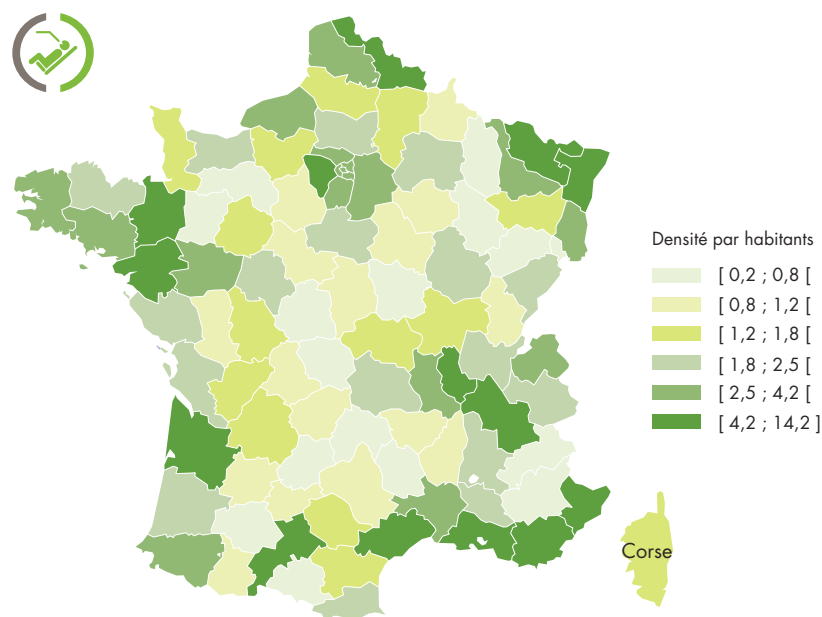 Densité par habitants
[ 0,2 ; 0,8 [
[ 0,8 ; 1,2 [
[ 1,2 ; 1,8 [
[ 1,8 ; 2,5 [
[ 2,5 ; 4,2 [
[ 4,2 ; 14,2 ]
Corse